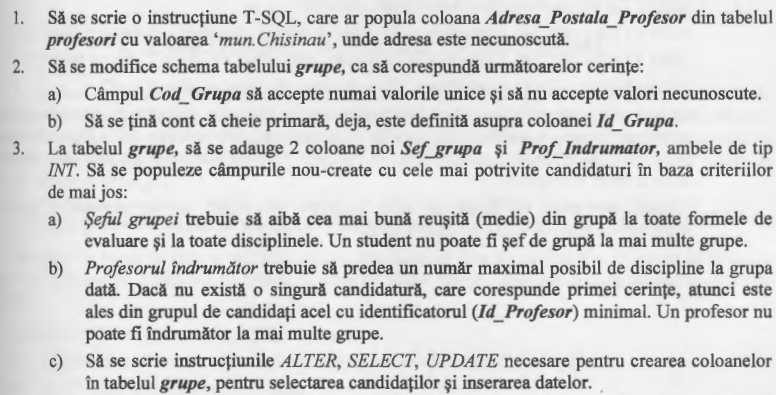 1. Să se scrie o instrucțiune T-SQL, care ar popula coloana Adresa_Postala_Profesor din tabelul
profesori cu valoarea ‘mun.Chisinau’, unde adresa este necunoscută.
2. Să se modifice schema tabelului grupe, ca să corespundă următoarelor cerințe:
a) Câmpul Cod_Grupa să accepte numai valorile unice și să nu accepte valori necunoscute.
b) Să se țină cont că cheie primară, deja, este definită asupra coloanei Id_Grupa.
3. La tabelul grupe, să se adauge 2 coloane noi Sef_grupa și Prof_Indrumator, ambele de tip
INT. Să se populeze câmpurile nou-create cu cele mai potrivite candidaturi în baza criteriilor
de mai jos:
a) Șeful grupei trebuie să aibă cea mai bună reușită (medie) din grupă la toate formele de
evaluare și la toate disciplinele. Un student nu poate fi șef de grupă la mai multe grupe.
b) Profesorul îndrumător trebuie să predea un număr maximal posibil de discipline la grupa
dată. Dacă nu există o singură candidatură, care corespunde primei cerințe, atunci este
ales din grupul de candidați acel cu identificatorul (Id_Profesor) minimal. Un profesor nu
poate fi îndrumător la mai multe grupe.
c) Să se scrie instrucțiunile ALTER, SELECT, UPDATE necesare pentru crearea coloanelor
în tabelul grupe, pentru selectarea candidaților și inserarea datelor.